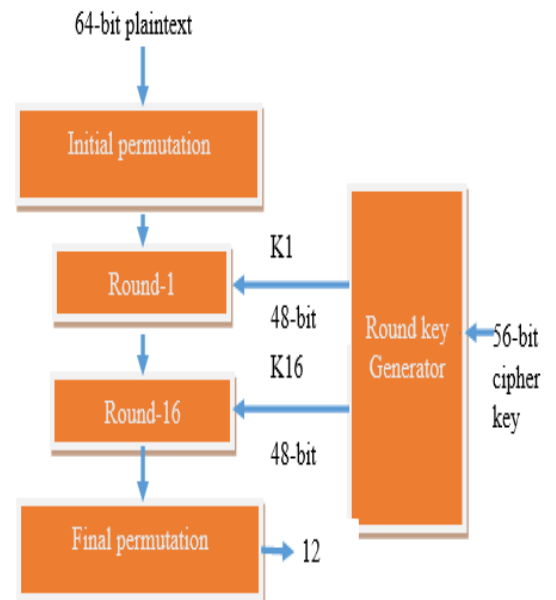 64-bit plaintext
Initial permutation
K1
Round-1
48-bit
Round key
Generator
56-bit
cipher
key
K16
Round-16
48-bit
Final permutation
12